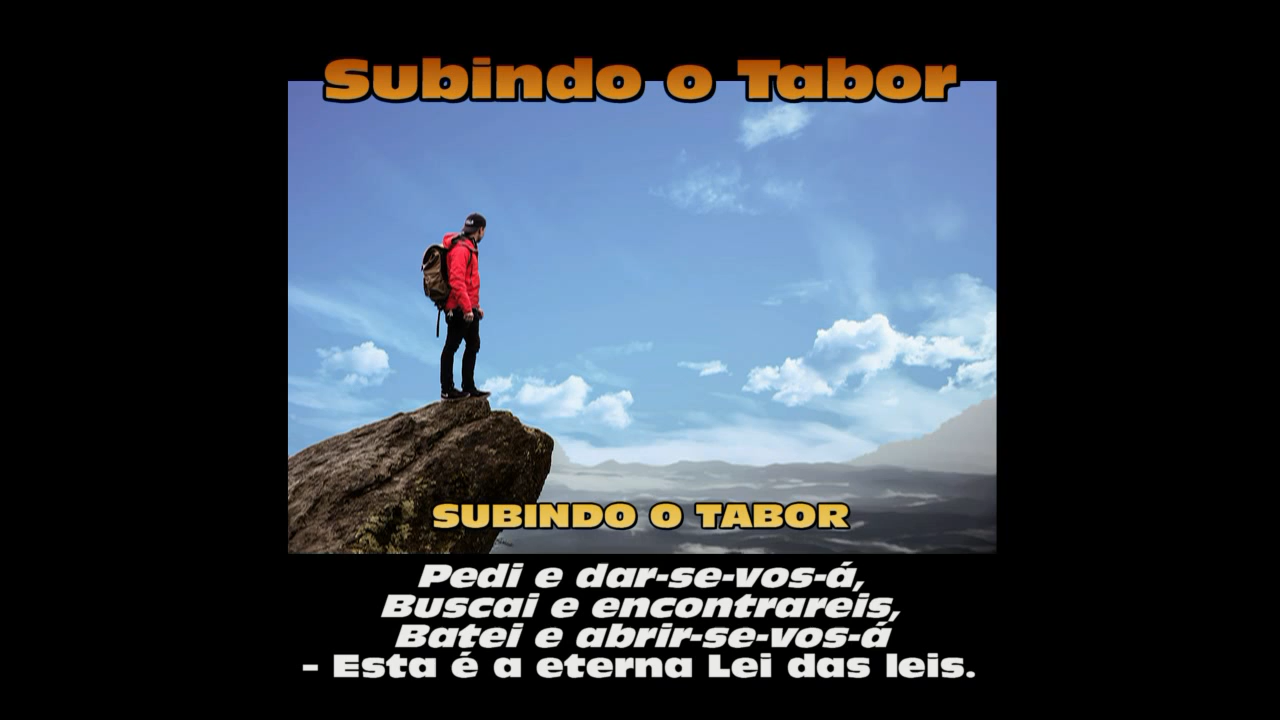 Subindo o Tabor
SUBINDO O TABOR
Pedi e dar-se-vos-á,
Buscai e encontrareis,
Batei e abrir-se-vos-á
- Esta é a eterna Lei das leis.